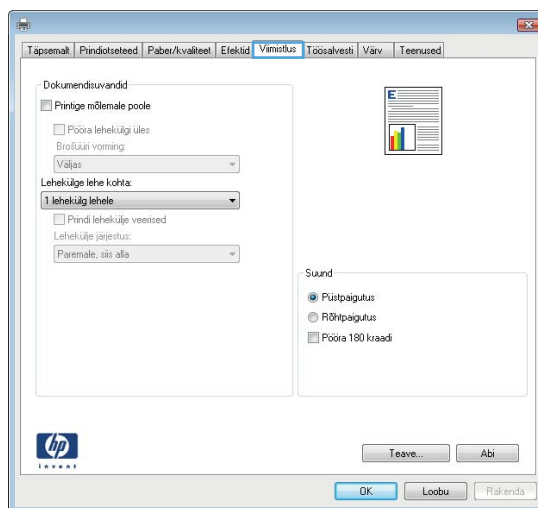 Täpsemalt Prindiotseteed Paber/kvaliteet Efektid Viimistlus Töösalvesti Värv Teenused
Dokumendisuvandid
Printige mõlemale poole
Pööra lehekülgi üles
Brošüüri vorming:
Väljas
Lehekülge lehe kohta:
1 lehekülg lehele
Prindi lehekülje veerised
Lehekülje järjestus:
Paremale, siis alla
E
Suund
Püstpaigutus
Rõhtpaigutus
Pööra 180 kraadi
hp
invent
Teave... Abi
OK Loobu Rakenda